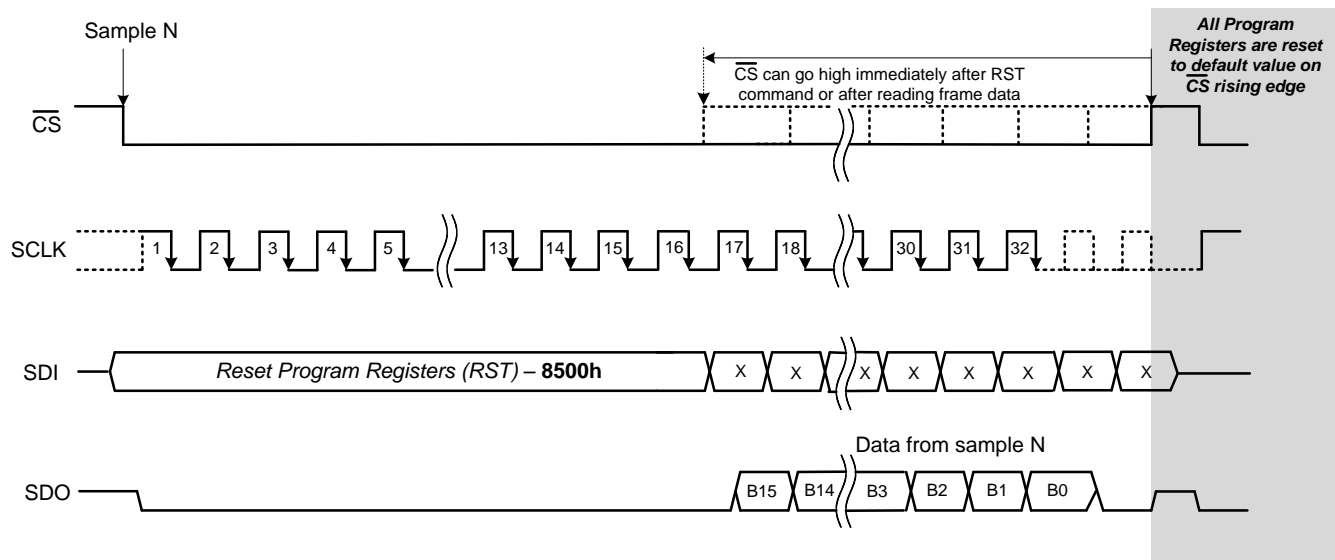 Sample N
All Program
Registers are reset
to default value on
CS rising edge
CS can go high immediately after RST
command or after reading frame data
CS
SCLK
1 2 3 4 5 13 14 15 16 17 18 30 31 32
SDI
Reset Program Registers (RST) – 8500h
X X X X X X X X
Data from sample N
SDO
B15 B14 B3 B2 B1 B0